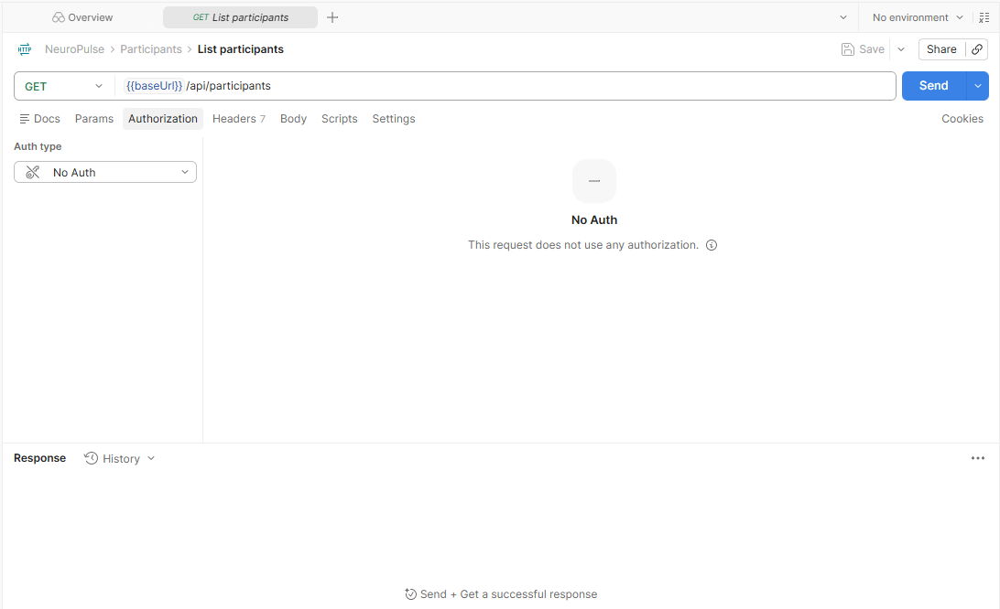 Overview GET List participants No environment
HTTP NeuroPulse > Participants > List participants Save Share
GET {{baseUrl}} /api/participants Send
Docs Params Authorization Headers 7 Body Scripts Settings Cookies
Auth type
No Auth
No Auth
This request does not use any authorization.
Response History
Send + Get a successful response